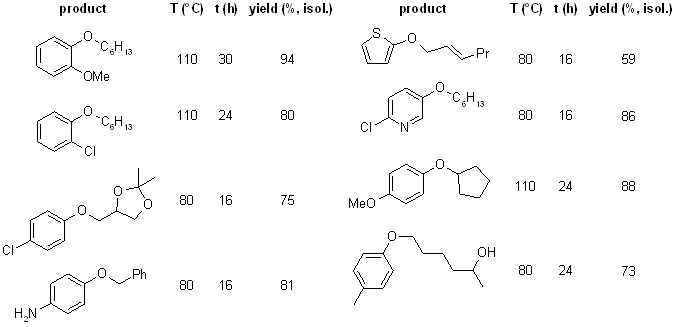 product T (°C) t (h) yield (%, isol.)
O
C6H13
OMe
110 30 94
O
C6H13
Cl
110 24 80
O
O
O
Cl
80 16 75
O
Ph
H2N
80 16 81
product T (°C) t (h) yield (%, isol.)
S
O
Pr
80 16 59
O
C6H13
Cl
N
80 16 86
O
MeO
110 24 88
O
OH
80 24 73